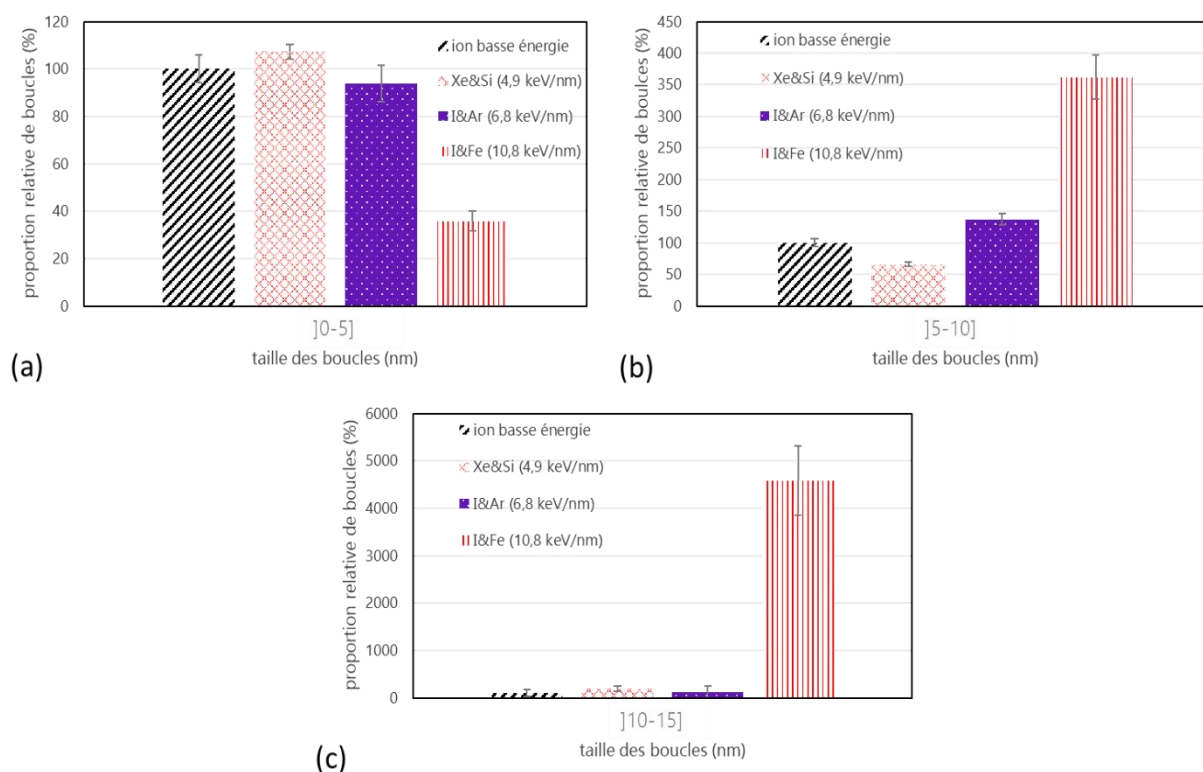 120
100
80
60
40
20
0
proportion relative de boucles (%)
ion basse énergie
Xe&Si (4,9 keV/nm)
I&Ar (6,8 keV/nm)
I&Fe (10,8 keV/nm)
]0-5]
taille des boucles (nm)
(a)
450
400
350
300
250
200
150
100
50
0
proportion relative de boulces (%)
ion basse énergie
Xe&Si (4,9 keV/nm)
I&Ar (6,8 keV/nm)
I&Fe (10,8 keV/nm)
]5-10]
taille des boucles (nm)
(b)
6000
5000
4000
3000
2000
1000
0
proportion relative de boucles (%)
ion basse énergie
Xe&Si (4,9 keV/nm)
I&Ar (6,8 keV/nm)
I&Fe (10,8 keV/nm)
]10-15]
taille des boucles (nm)
(c)